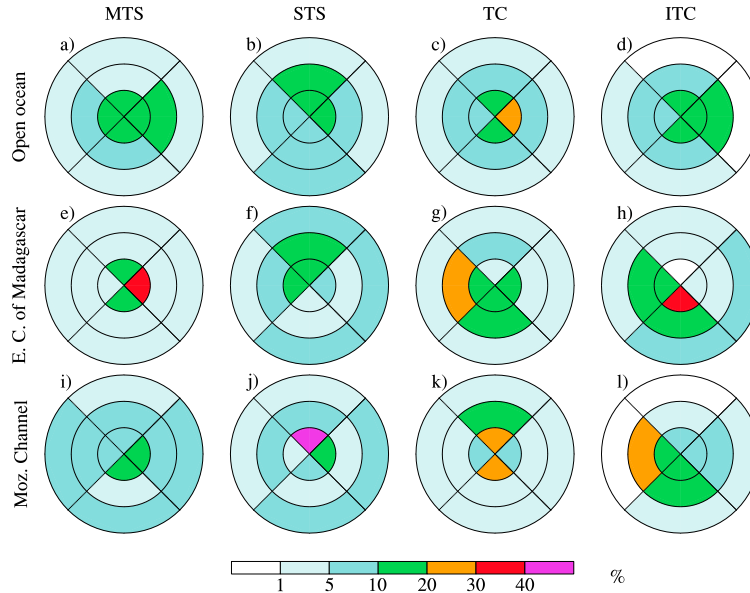 MTS STS TC ITC
Open ocean
a) b) c) d)
E. C. of Madagascar
e) f) g) h)
Moz. Channel
i) j) k) l)
1 5 10 20 30 40 %